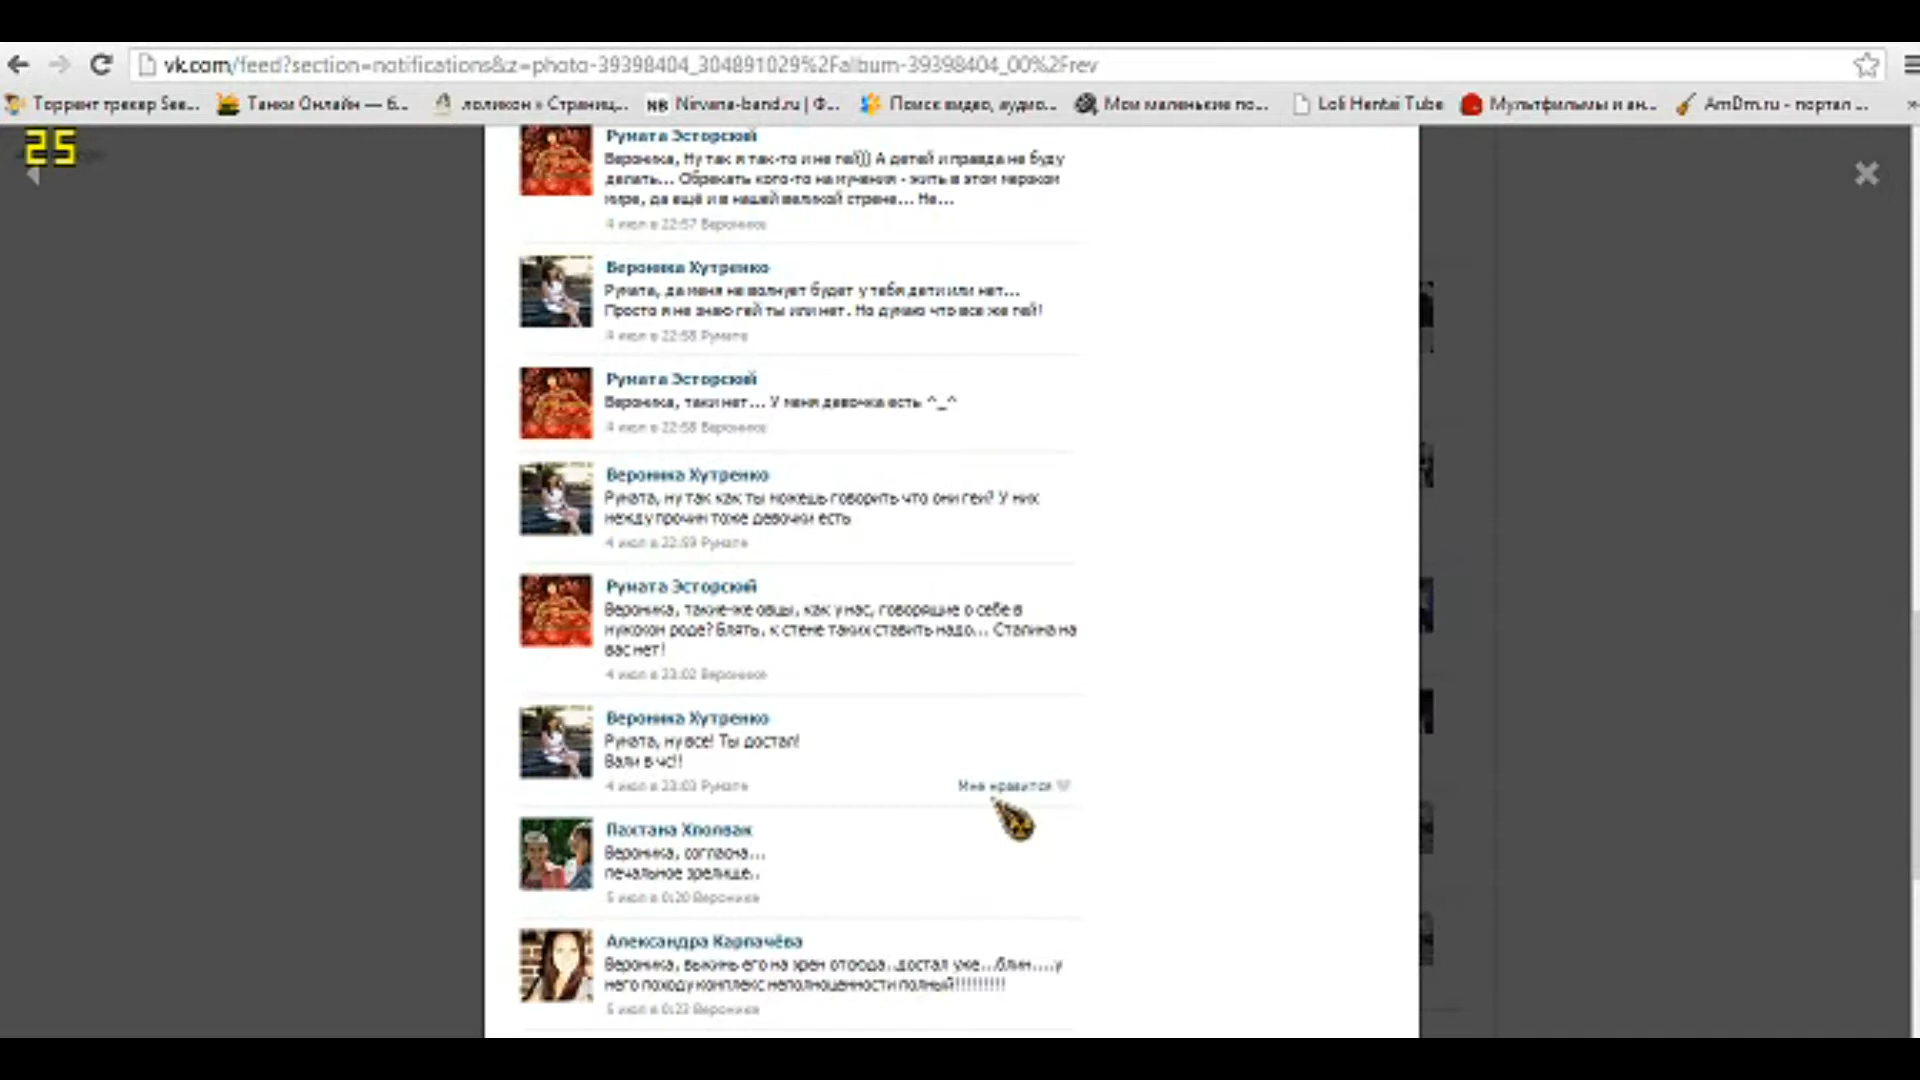 vk.com/feed?section=notifications&z=photo-39398404_304891029%2Falbum-39398404_00%2Frev
Торрент трекер See... Танки Онлайн — б... лоликон » Страниц... Nirvana-band.ru | Ф... Поиск видео, аудио... Мои маленькие по... Loli Hentai Tube Мультфильмы и ан... AmDm.ru - портал ... »
25
Румата Эсторский
Вероника, Ну так я так-то и не гей)) А детей и правда не буду
делать... Обрекать кого-то на мучения - жить в этом мерзком
мире, да ещё и в нашей великой стране... Не...
4 июл в 22:57 Веронике
Вероника Хутренко
Румата, да меня не волнует будет у тебя дети или нет...
Просто я не знаю гей ты или нет. Но думаю что все же гей!
4 июл в 22:58 Румате
Румата Эсторский
Вероника, таки нет... У меня девочка есть ^_^
4 июл в 22:58 Веронике
Вероника Хутренко
Румата, ну так как ты можешь говорить что они геи? У них
между прочим тоже девочки есть
4 июл в 22:59 Румате
Румата Эсторский
Вероника, такие-же овцы, как у нас, говорящие о себе в
мужском роде? Блять, к стене таких ставить надо... Сталина на
вас нет!
4 июл в 23:02 Веронике
Вероника Хутренко
Румата, ну все! Ты достал!
Вали в чс!!
4 июл в 23:03 Румате Мне нравится
Пахтана Хполвак
Вероника, согласна...
печальное зрелище..
5 июл в 0:20 Веронике
Александра Карпачёва
Вероника, выкинь его на хрен отсюда..достал уже...блин....у
него походу комплекс неполноценности полный!!!!!!!!!
5 июл в 0:23 Веронике